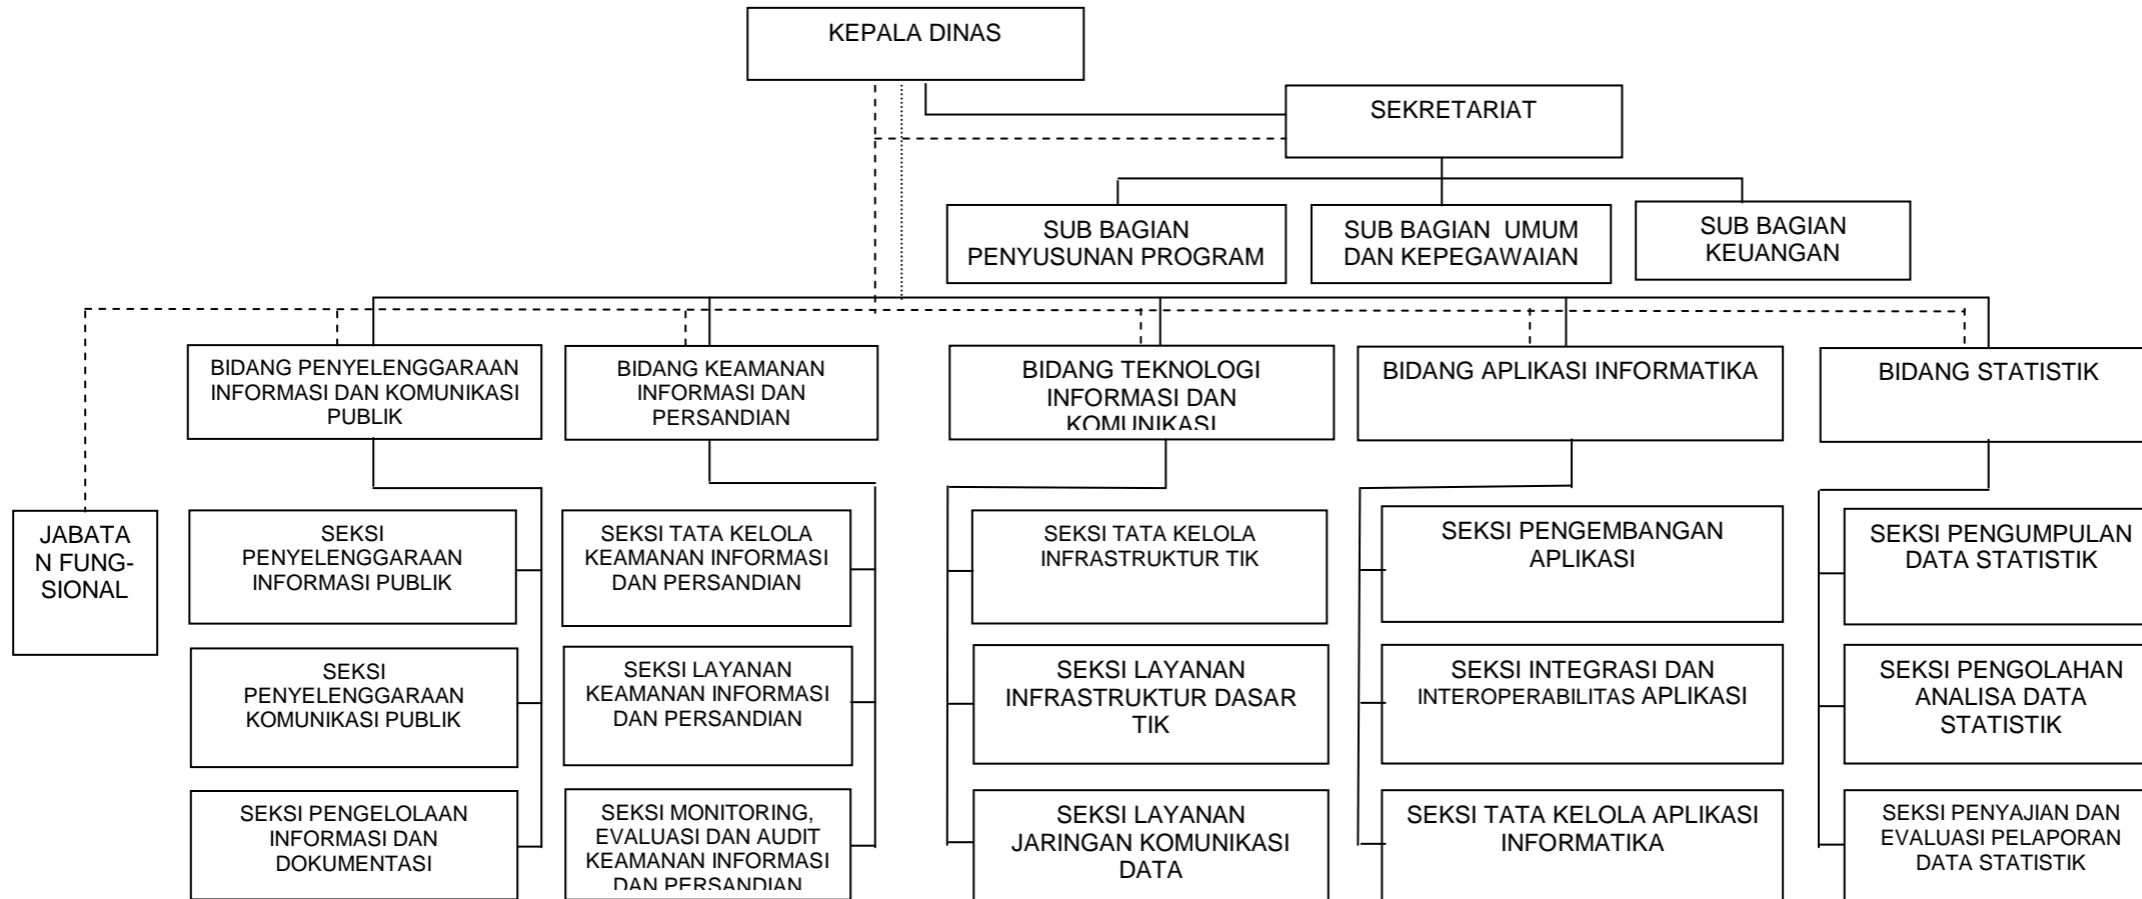 KEPALA DINAS
SEKRETARIAT
SUB BAGIAN
PENYUSUNAN PROGRAM
SUB BAGIAN UMUM
DAN KEPEGAWAIAN
SUB BAGIAN
KEUANGAN
BIDANG PENYELENGGARAAN
INFORMASI DAN KOMUNIKASI
PUBLIK
BIDANG KEAMANAN
INFORMASI DAN
PERSANDIAN
BIDANG TEKNOLOGI
INFORMASI DAN
KOMUNIKASI
BIDANG APLIKASI INFORMATIKA
BIDANG STATISTIK
JABATA
N FUNG-
SIONAL
SEKSI
PENYELENGGARAAN
INFORMASI PUBLIK
SEKSI TATA KELOLA
KEAMANAN INFORMASI
DAN PERSANDIAN
SEKSI TATA KELOLA
INFRASTRUKTUR TIK
SEKSI PENGEMBANGAN
APLIKASI
SEKSI PENGUMPULAN
DATA STATISTIK
SEKSI
PENYELENGGARAAN
KOMUNIKASI PUBLIK
SEKSI LAYANAN
KEAMANAN INFORMASI
DAN PERSANDIAN
SEKSI LAYANAN
INFRASTRUKTUR DASAR
TIK
SEKSI INTEGRASI DAN
INTEROPERABILITAS APLIKASI
SEKSI PENGOLAHAN
ANALISA DATA
STATISTIK
SEKSI PENGELOLAAN
INFORMASI DAN
DOKUMENTASI
SEKSI MONITORING,
EVALUASI DAN AUDIT
KEAMANAN INFORMASI
DAN PERSANDIAN
SEKSI LAYANAN
JARINGAN KOMUNIKASI
DATA
SEKSI TATA KELOLA APLIKASI
INFORMATIKA
SEKSI PENYAJIAN DAN
EVALUASI PELAPORAN
DATA STATISTIK